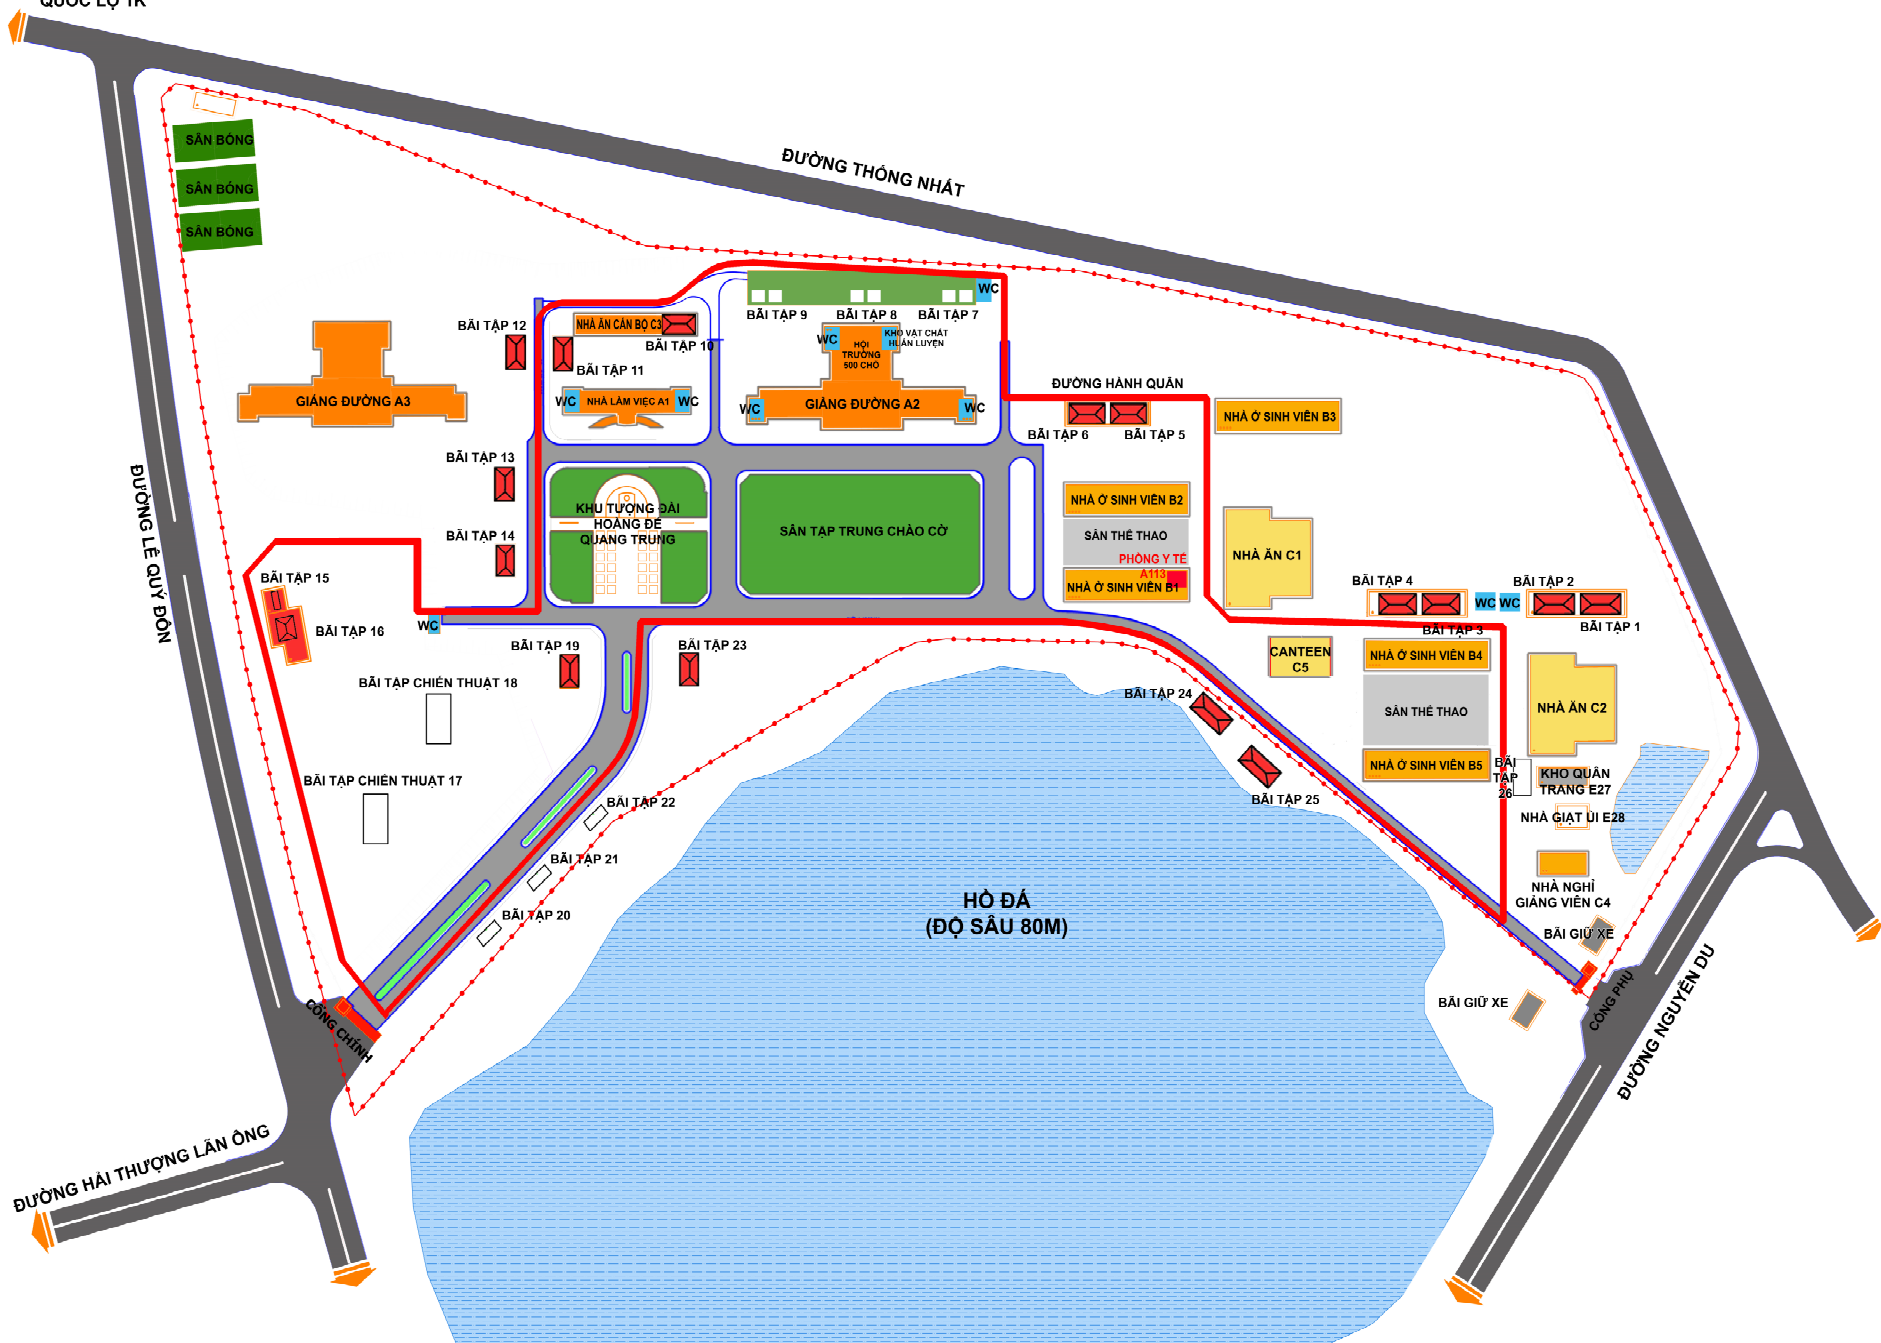 QUỐC LỘ 1K
SÂN BÓNG
SÂN BÓNG
SÂN BÓNG
ĐƯỜNG THỐNG NHẤT
WC
BÃI TẬP 9
BÃI TẬP 8
BÃI TẬP 7
BÃI TẬP 12
NHÀ ĂN CÁN BỘ C3
BÃI TẬP 10
WC
HỘI
TRƯỜNG
500 CHỖ
KHO VẬT CHẤT
HUẤN LUYỆN
BÃI TẬP 11
ĐƯỜNG HÀNH QUÂN
GIẢNG ĐƯỜNG A3
WC
NHÀ LÀM VIỆC A1
WC
WC
GIẢNG ĐƯỜNG A2
WC
NHÀ Ở SINH VIÊN B3
BÃI TẬP 6
BÃI TẬP 5
BÃI TẬP 13
ĐƯỜNG LÊ QUÝ ĐÔN
KHU TƯỢNG ĐÀI
HOÀNG ĐẾ
QUANG TRUNG
SÂN TẬP TRUNG CHÀO CỜ
NHÀ Ở SINH VIÊN B2
SÂN THỂ THAO
PHÒNG Y TẾ
A113
NHÀ Ở SINH VIÊN B1
NHÀ ĂN C1
BÃI TẬP 14
BÃI TẬP 15
BÃI TẬP 16
WC
BÃI TẬP 4
BÃI TẬP 2
WC
WC
BÃI TẬP 3
BÃI TẬP 1
BÃI TẬP 19
BÃI TẬP 23
CANTEEN
C5
NHÀ Ở SINH VIÊN B4
BÃI TẬP CHIẾN THUẬT 18
BÃI TẬP 24
SÂN THỂ THAO
NHÀ ĂN C2
BÃI TẬP CHIẾN THUẬT 17
NHÀ Ở SINH VIÊN B5
BÃI
TẬP
26
KHO QUÂN
TRANG E27
BÃI TẬP 22
BÃI TẬP 25
NHÀ GIẶT ỦI E28
BÃI TẬP 21
NHÀ NGHỈ
GIẢNG VIÊN C4
HỒ ĐÁ
(ĐỘ SÂU 80M)
BÃI TẬP 20
BÃI GIỮ XE
BÃI GIỮ XE
CỔNG CHÍNH
CỔNG PHỤ
ĐƯỜNG NGUYỄN DU
ĐƯỜNG HẢI THƯỢNG LÃN ÔNG